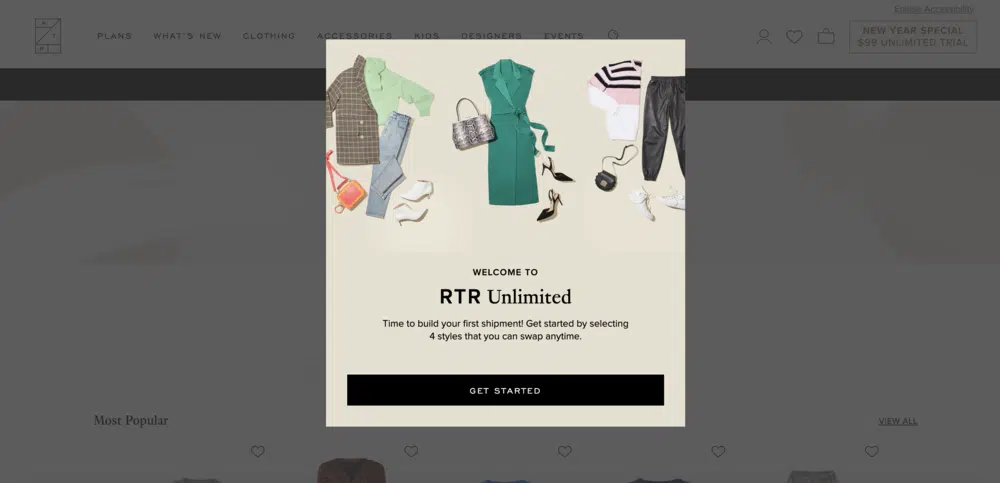 Enable Accessibility
PLANS
WHAT'S NEW
CLOTHING
ACCESSORIES
KIDS
DESIGNERS
EVENTS
NEW YEAR SPECIAL
$99 UNLIMITED TRIAL
WELCOME TO
RTR Unlimited
Time to build your first shipment! Get started by selecting
4 styles that you can swap anytime.
GET STARTED
Most Popular
VIEW ALL